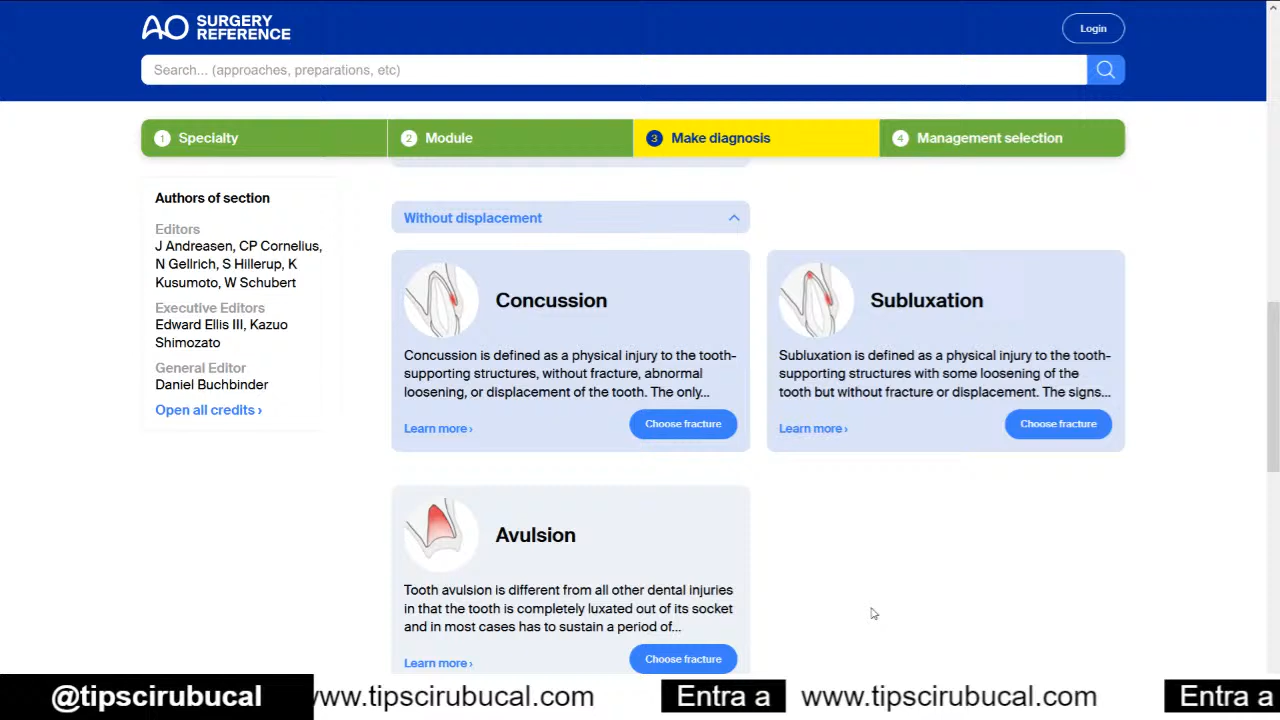 AO SURGERY
REFERENCE
Login
Search... (approaches, preparations, etc)
1 Specialty
2 Module
3 Make diagnosis
4 Management selection
Authors of section
Editors
J Andreasen, CP Cornelius,
N Gellrich, S Hillerup, K
Kusumoto, W Schubert
Executive Editors
Edward Ellis III, Kazuo
Shimozato
General Editor
Daniel Buchbinder
Open all credits ›
Without displacement
Concussion
Concussion is defined as a physical injury to the tooth-
supporting structures, without fracture, abnormal
loosening, or displacement of the tooth. The only...
Learn more ›
Choose fracture
Subluxation
Subluxation is defined as a physical injury to the tooth-
supporting structures with some loosening of the
tooth but without fracture or displacement. The signs...
Learn more ›
Choose fracture
Avulsion
Tooth avulsion is different from all other dental injuries
in that the tooth is completely luxated out of its socket
and in most cases has to sustain a period of...
Learn more ›
Choose fracture
@tipscirubucal www.tipscirubucal.com Entra a www.tipscirubucal.com Entra a